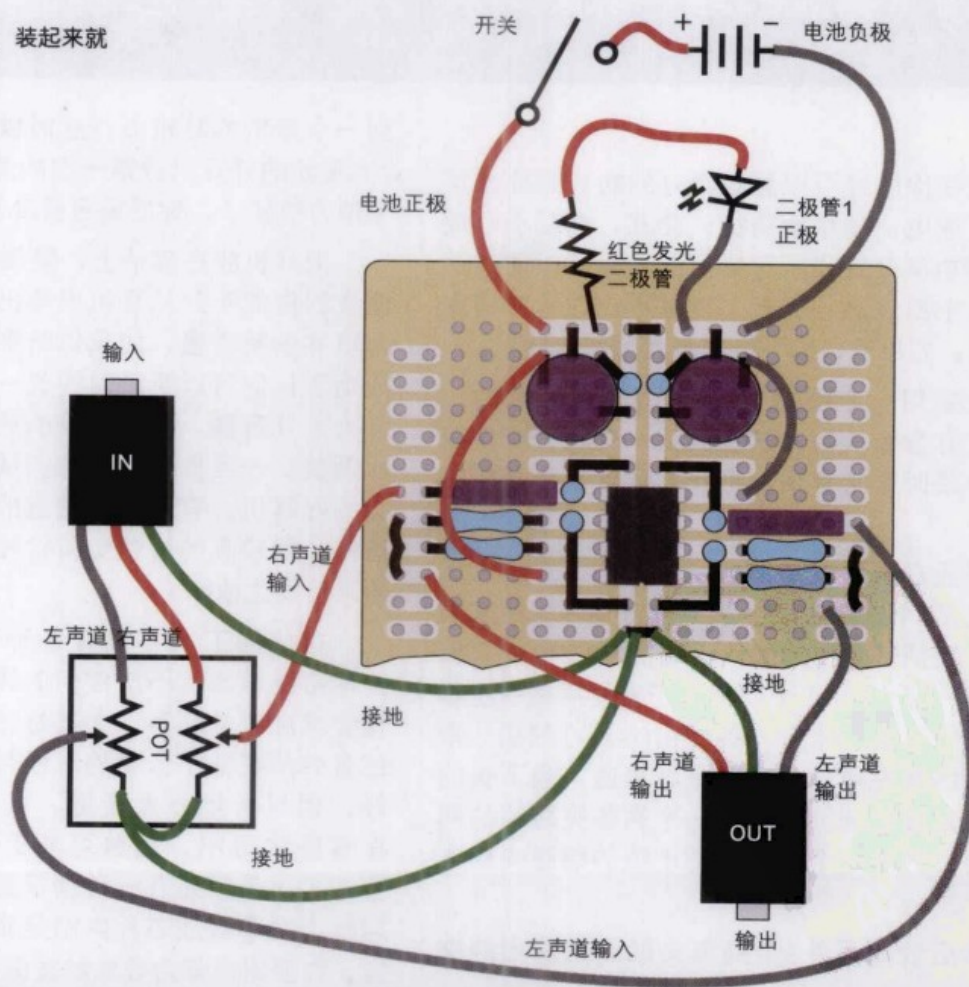 装起来就
开关
+
−
电池负极
电池正极
二极管1
正极
红色发光
二极管
输入
IN
右声道
输入
左声道
右声道
接地
接地
POT
接地
右声道
输出
左声道
输出
OUT
左声道输入
输出